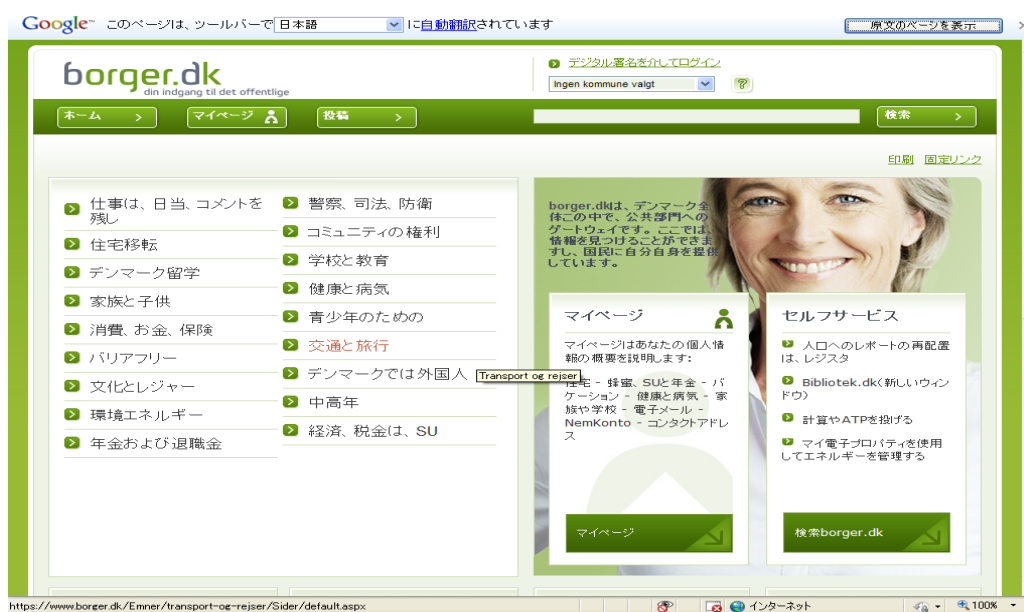 Google このページは、ツールバーで 日本語 に自動翻訳されています 原文のページを表示
borger.dk
din indgang til det offentlige
デジタル署名を介してログイン
Ingen kommune valgt ?
ホーム
マイページ
投稿
検索
印刷 固定リンク
仕事は、日当、コメントを
残し
住宅移転
デンマーク留学
家族と子供
消費、お金、保険
バリアフリー
文化とレジャー
環境エネルギー
年金および退職金
警察、司法、防衛
コミュニティの権利
学校と教育
健康と病気
青少年のための
交通と旅行
デンマークでは外国人
中高年
経済、税金は、SU
Transport og rejser
borger.dkは、デンマーク全
体この中で、公共部門への
ゲートウェイです。ここでは、
情報を見つけることができま
すし、国民に自分自身を提供
しています。
マイページ
マイページはあなたの個人情
報の概要を説明します:
住宅 - 蜂蜜、SUと年金 - バ
ケーション - 健康と病気 - 家
族や学校 - 電子メール -
NemKonto - コンタクトアドレ
ス
マイページ
セルフサービス
人口へのレポートの再配置
は、レジスタ
Bibliotek.dk(新しいウィン
ドウ)
計算やATPを投げる
マイ電子プロパティを使用
してエネルギーを管理する
検索borger.dk
https://www.borger.dk/Emner/transport-og-rejser/Sider/default.aspx
インターネット
100%